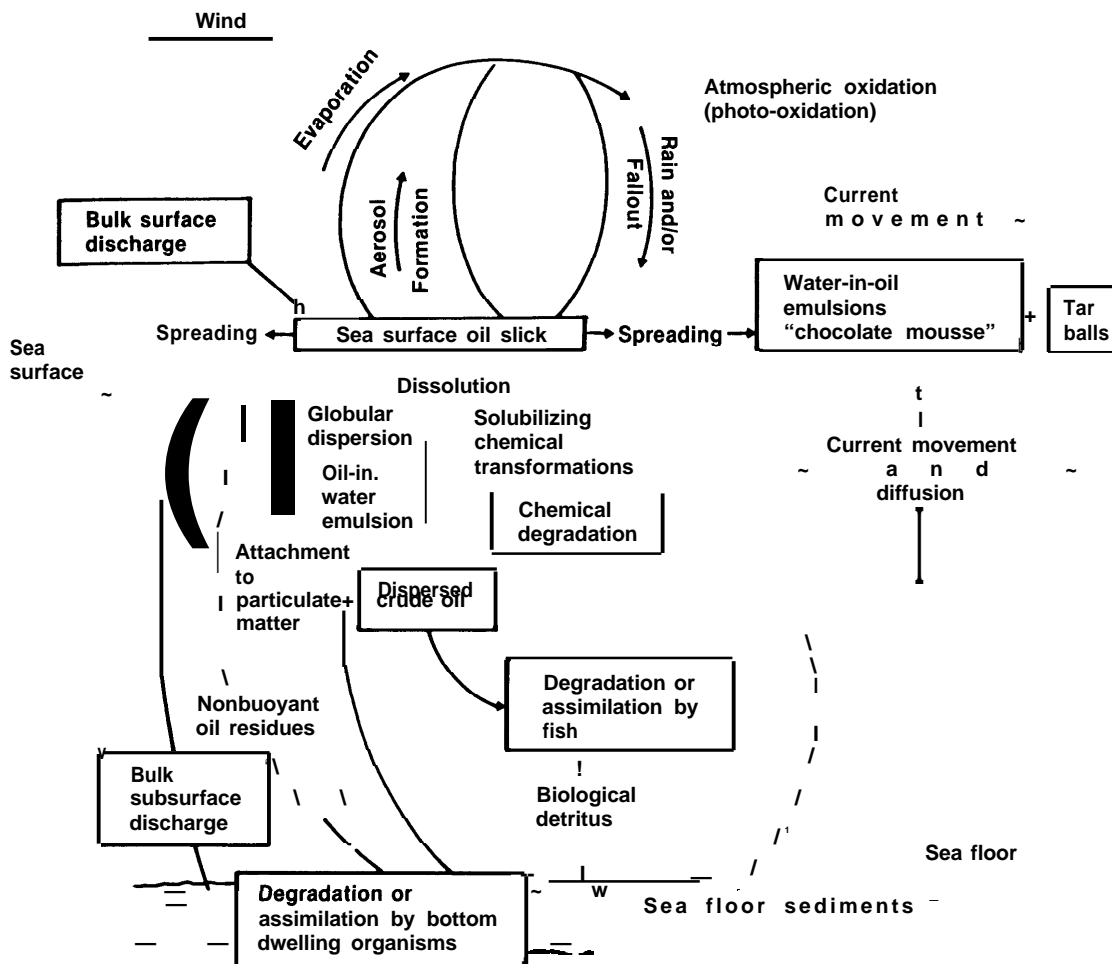 Wind
Evaporation
Aerosol
Formation
Rain and/or
Fallout
Atmospheric oxidation
(photo-oxidation)
Current
movement ~
Bulk surface
discharge
h
Water-in-oil
emulsions
“chocolate mousse”
+
Tar
balls
Spreading
Sea surface oil slick
Spreading
Sea
surface
~
Dissolution
Globular
dispersion
Oil-in.
water
emulsion
Solubilizing
chemical
transformations
Chemical
degradation
t
Current movement
~ and ~
diffusion
Attachment
to
particulate+
matter
Dispersed
crude oil
Nonbuoyant
oil residues
Degradation or
assimilation by
fish
v
Bulk
subsurface
discharge
!
Biological
detritus
Sea floor
Degradation or
assimilation by bottom
dwelling organisms
~
w
Sea floor sediments